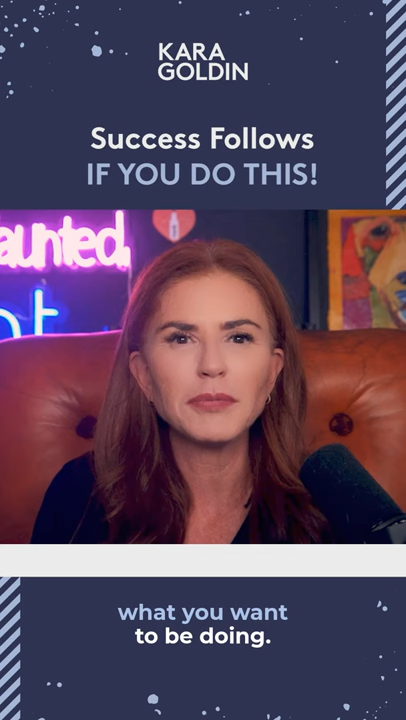 KARA
GOLDIN
Success Follows
IF YOU DO THIS!
aunted.
what you want
to be doing.